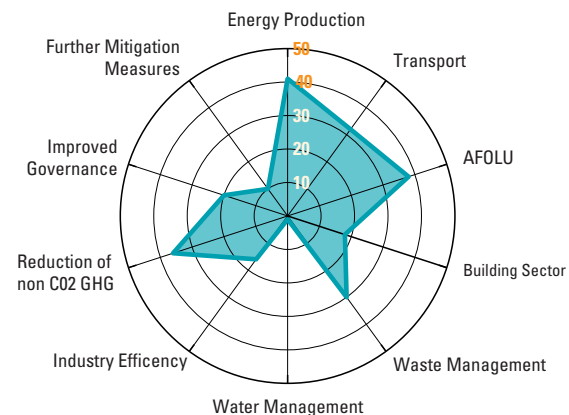 Energy Production
Further Mitigation
Measures
50
Transport
40
30
Improved
Governance
AFOLU
20
10
Reduction of
non C02 GHG
Building Sector
Industry Efficency
Waste Management
Water Management